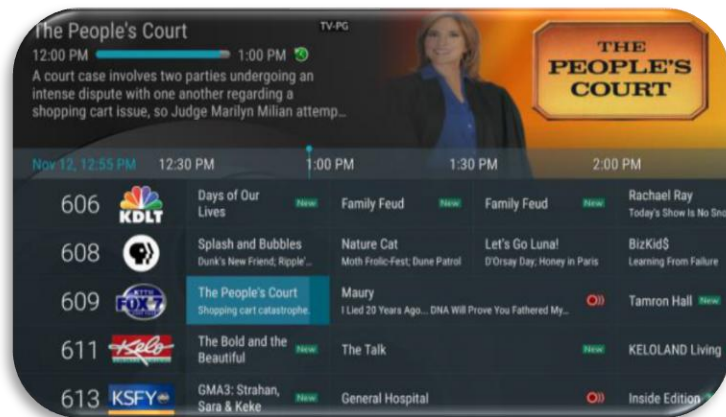 The People's Court
TV-PG
12:00 PM 1:00 PM
A court case involves two parties undergoing an
intense dispute with one another regarding a
shopping cart issue, so Judge Marilyn Milian attemp...
THE
PEOPLE'S
COURT
Nov 12, 12:55 PM 12:30 PM 1:00 PM 1:30 PM 2:00 PM
606 KDLT Days of Our Lives New Family Feud New Family Feud New Rachael Ray
Today's Show Is No Sno
608 Splash and Bubbles Nature Cat Let's Go Luna! BizKid$
Dunk's New Friend; Ripple'... Moth Frolic-Fest; Dune Patrol D'Orsay Day; Honey in Paris Learning From Failure
609 KTTW FOX 7 The People's Court Maury Tamron Hall New
Shopping cart catastrophe. I Lied 20 Years Ago... DNA Will Prove You Fathered My...
611 Kelo The Bold and the Beautiful New The Talk New KELOLAND Living
613 KSFY GMA3: Strahan, Sara & Keke New General Hospital Inside Edition